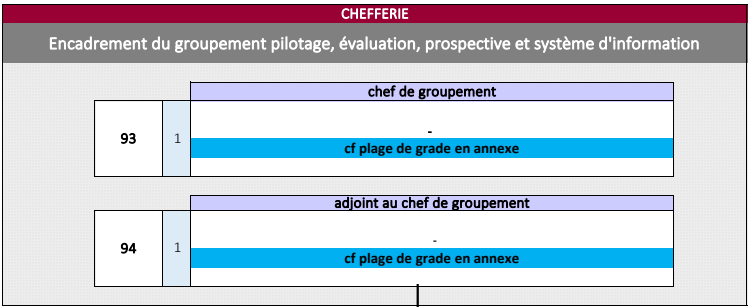 CHEFFERIE
Encadrement du groupement pilotage, évaluation, prospective et système d'information
chef de groupement
93
1
-
cf plage de grade en annexe
adjoint au chef de groupement
94
1
-
cf plage de grade en annexe